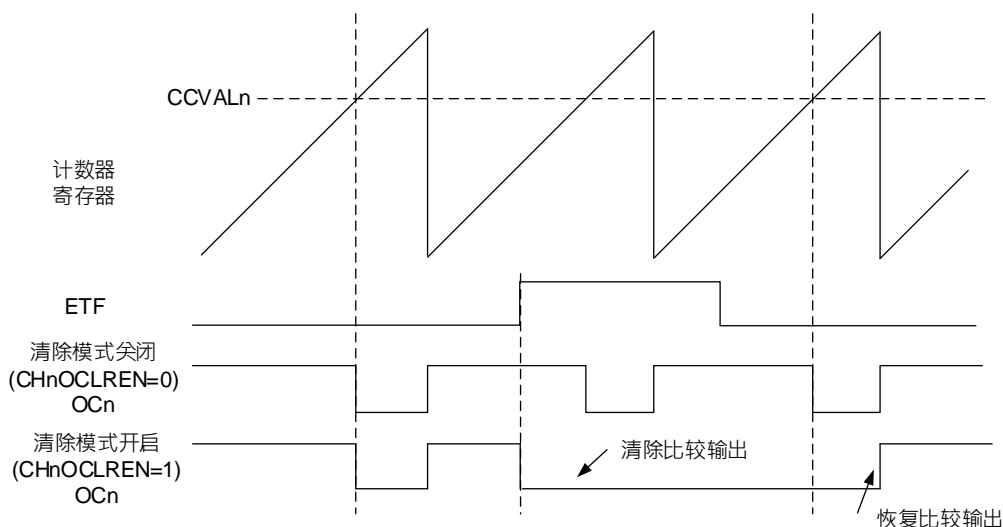 CCVALn
计数器
寄存器
ETF
清除模式关闭
(CHnOCLREN=0)
OCn
清除模式开启
(CHnOCLREN=1)
OCn
清除比较输出
恢复比较输出